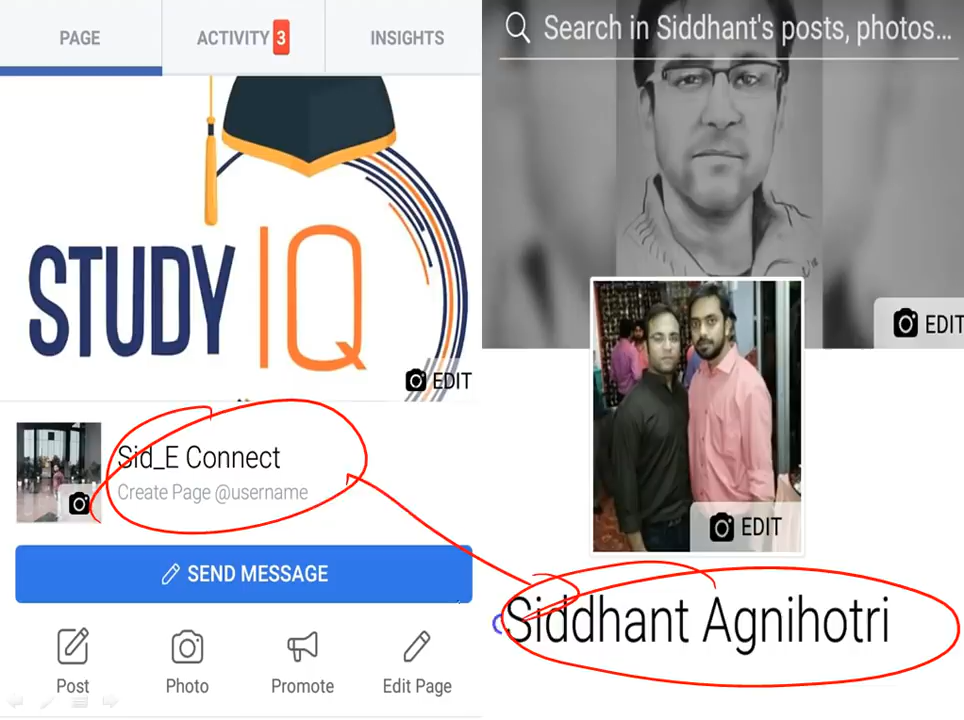 PAGE
ACTIVITY 3
INSIGHTS
STUDY IQ
EDIT
Sid_E Connect
Create Page @username
SEND MESSAGE
Post
Photo
Promote
Edit Page
Search in Siddhant's posts, photos...
EDIT
EDIT
Siddhant Agnihotri